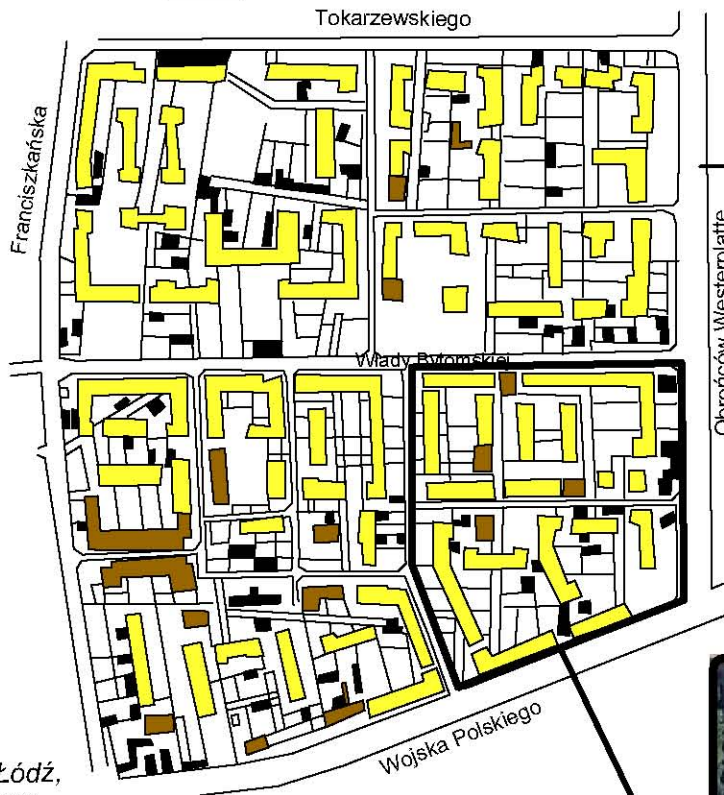 Tokarzewskiego
Franciszkańska
Obrońców Westerplatte
Włady Bytomskiej
Wojska Polskiego
Łódź,